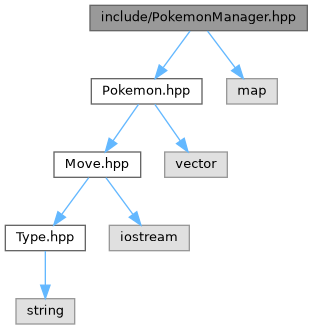 include/PokemonManager.hpp
Pokemon.hpp
map
Move.hpp
vector
Type.hpp
iostream
string